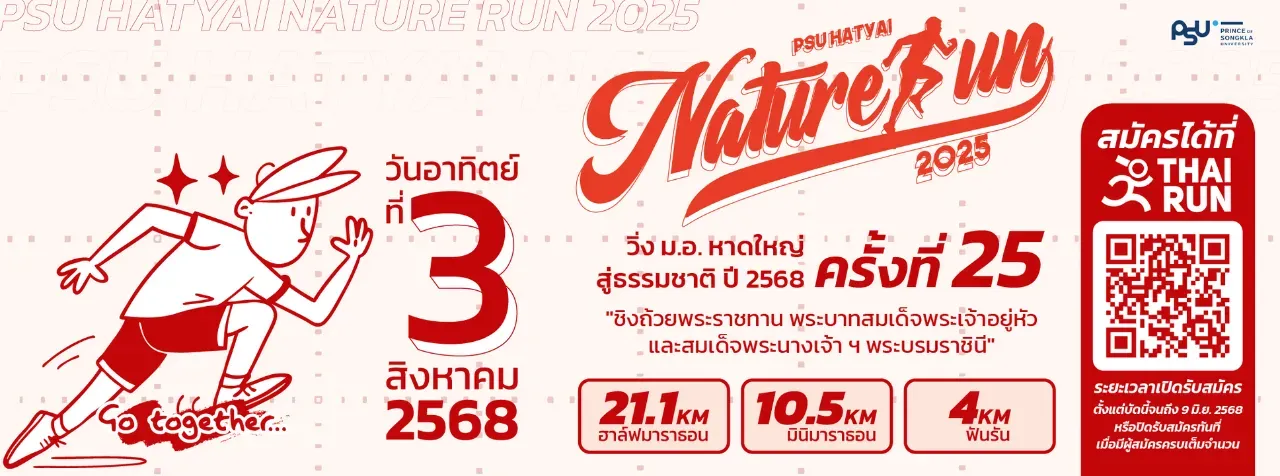 PSU HATYAI NATURE RUN 2025
PSU HATYAI
Nature Run
2025
PSU
PRINCE OF
SONGKLA
UNIVERSITY
วันอาทิตย์
ที่ 3
สิงหาคม
2568
Go together...
วิ่ง ม.อ. หาดใหญ่
สู่ธรรมชาติ ปี 2568 ครั้งที่ 25
"ชิงถ้วยพระราชทาน พระบาทสมเด็จพระเจ้าอยู่หัว
และสมเด็จพระนางเจ้า ฯ พระบรมราชินี"
21.1KM
ฮาล์ฟมาราธอน
10.5KM
มินิมาราธอน
4KM
ฟันรัน
สมัครได้ที่
THAI
RUN
ระยะเวลาเปิดรับสมัคร
ตั้งแต่บัดนี้จนถึง 9 มิ.ย. 2568
หรือปิดรับสมัครทันที
เมื่อมีผู้สมัครครบเต็มจำนวน